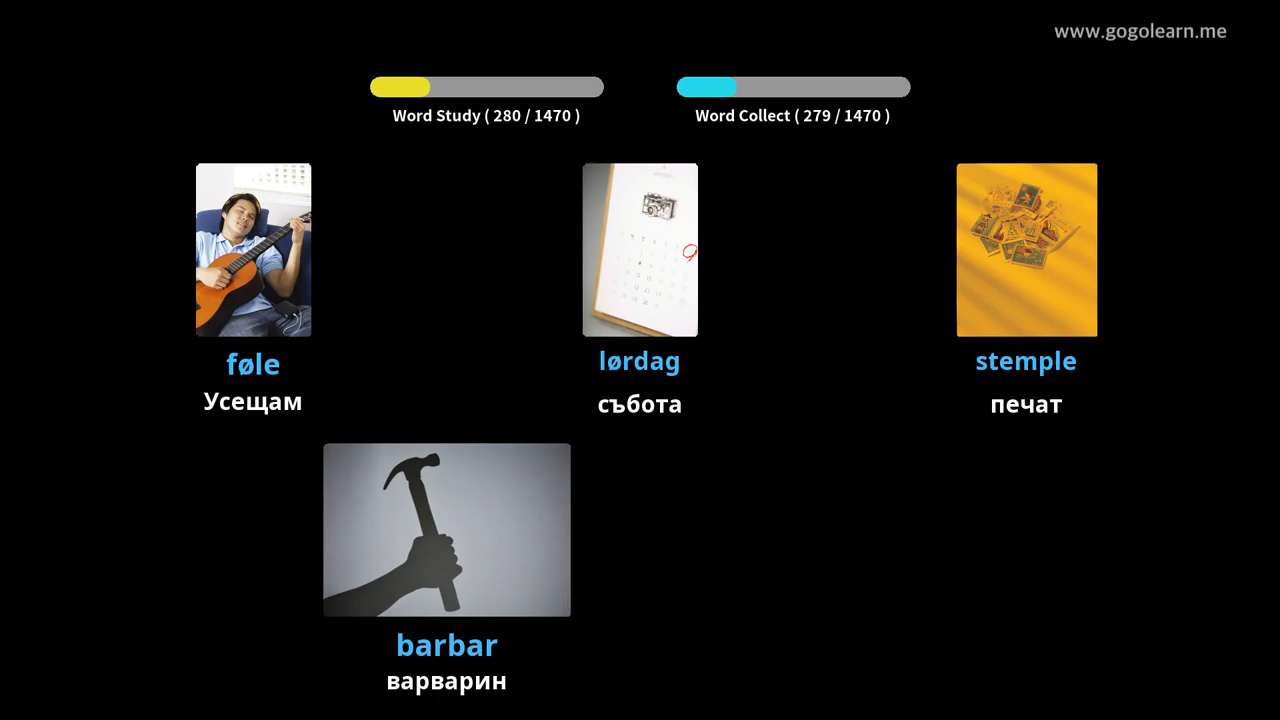 www.gogolearn.me
Word Study ( 280 / 1470 )
Word Collect ( 279 / 1470 )
føle
Усещам
lørdag
събота
stemple
печат
barbar
варварин